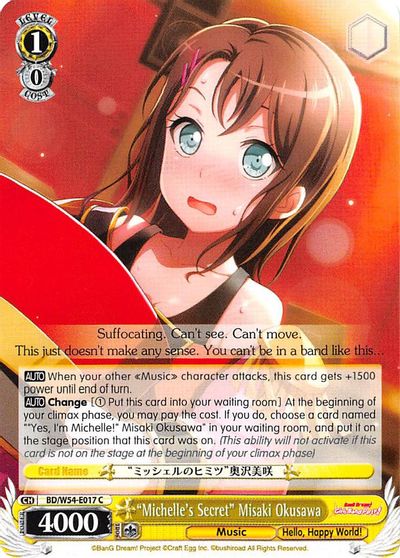 LEVEL
1
0
COST
Suffocating. Can't see. Can't move.
This just doesn't make any sense. You can't be in a band like this...
AUTO When your other «Music» character attacks, this card gets +1500
power until end of turn.
AUTO Change [① Put this card into your waiting room] At the beginning of
your climax phase, you may pay the cost. If you do, choose a card named
""Yes, I'm Michelle!" Misaki Okusawa" in your waiting room, and put it on
the stage position that this card was on. (This ability will not activate if
this card is not on the stage at the beginning of your climax phase)
Card Name
"ミッシェルのヒミツ"奥沢美咲
CH BD/W54-E017 C
4000
"Michelle's Secret" Misaki Okusawa
BanG Dream!
Music
Hello, Happy World!
©BanG Dream! Project ©Craft Egg Inc. ©bushiroad All Rights Reserved.